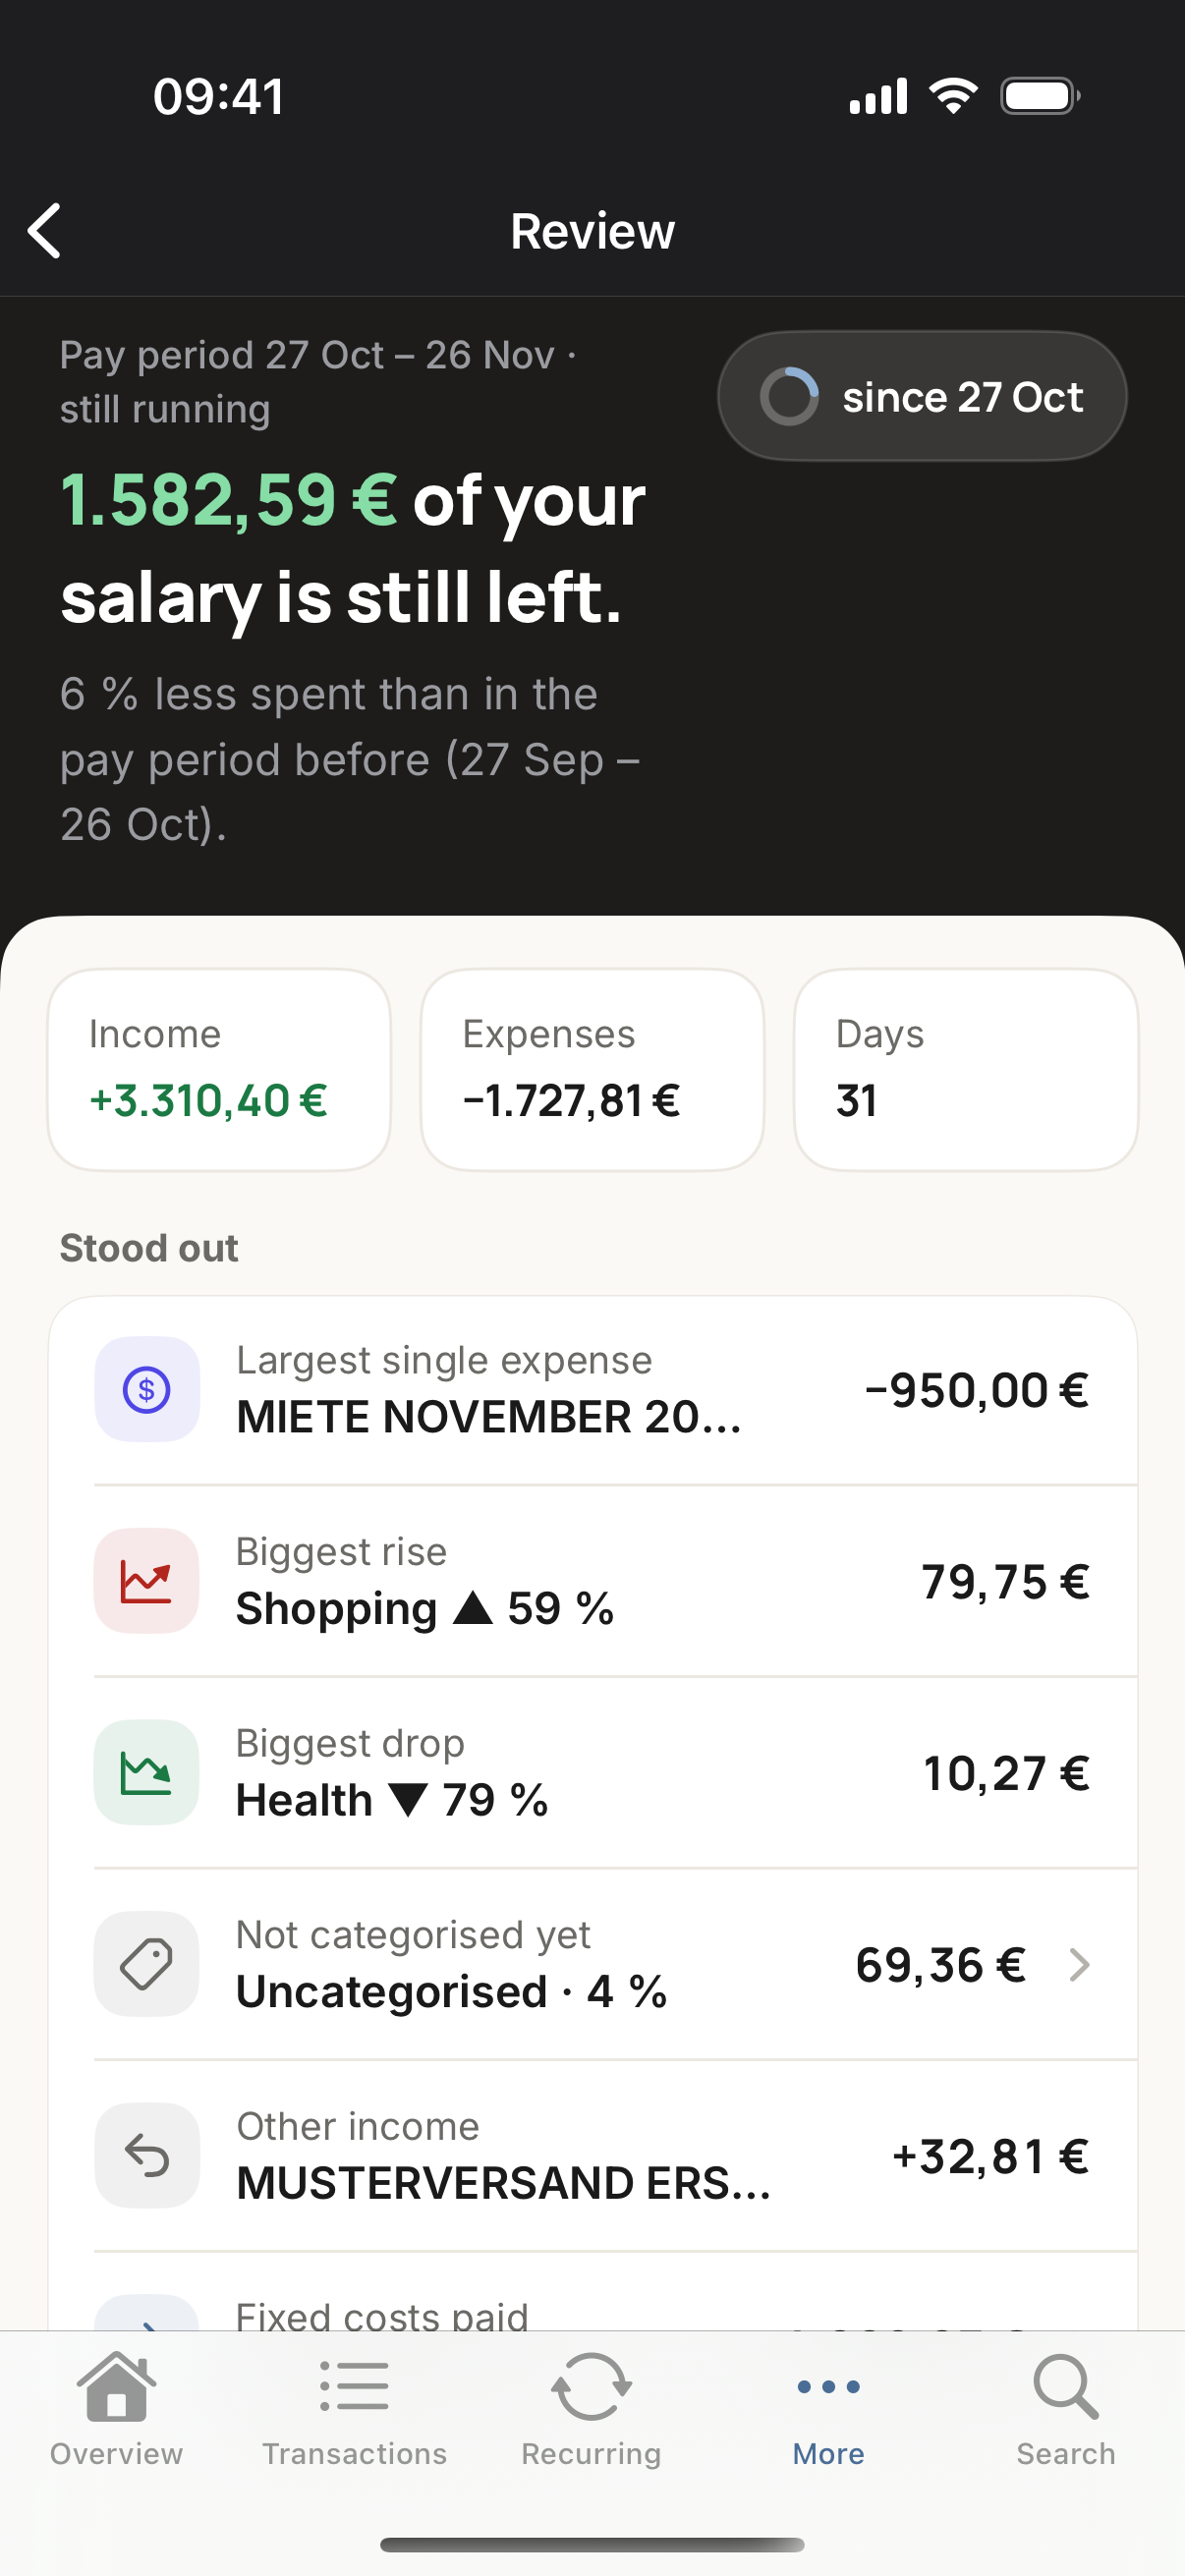 09:41
Review
Pay period 27 Oct – 26 Nov ·
still running
since 27 Oct
1.582,59 € of your
salary is still left.
6 % less spent than in the
pay period before (27 Sep –
26 Oct).
Income
+3.310,40 €
Expenses
−1.727,81 €
Days
31
Stood out
Largest single expense
MIETE NOVEMBER 20...
−950,00 €
Biggest rise
Shopping ▲ 59 %
79,75 €
Biggest drop
Health ▼ 79 %
10,27 €
Not categorised yet
Uncategorised · 4 %
69,36 €
Other income
MUSTERVERSAND ERS...
+32,81 €
Fixed costs paid
Overview
Transactions
Recurring
More
Search